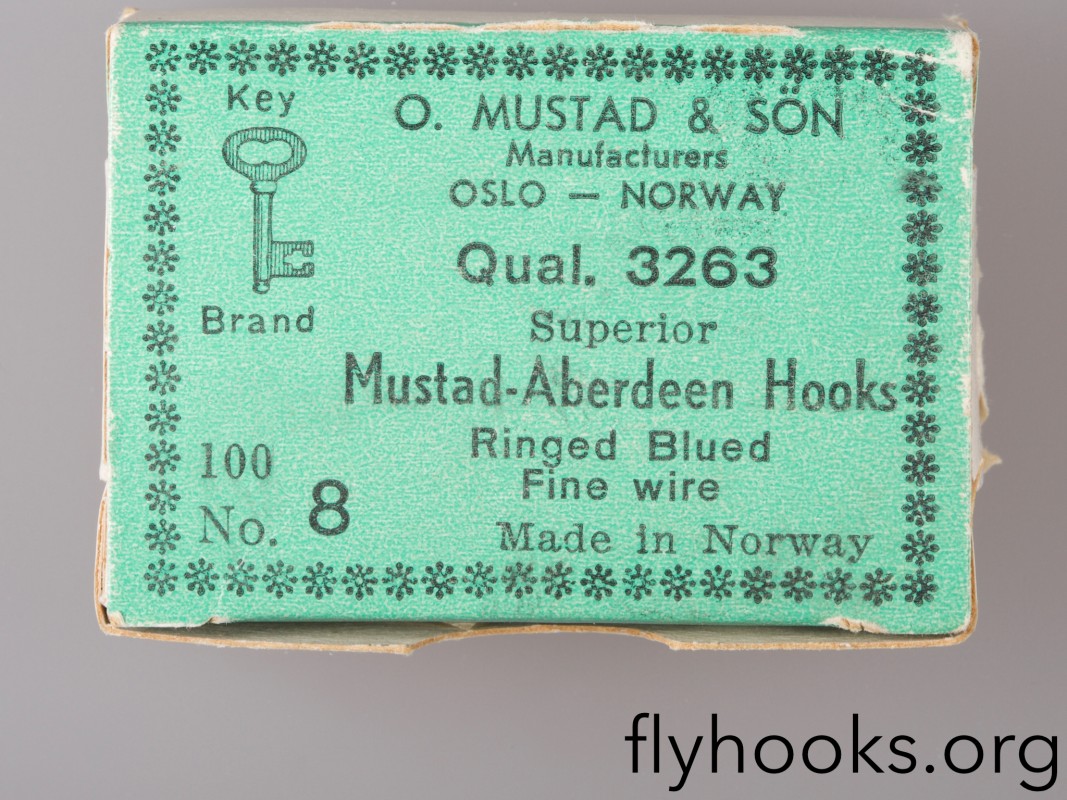 Key
Brand
O. MUSTAD & SÖN
Manufacturers
OSLO — NORWAY
Qual. 3263
Superior
Mustad-Aberdeen Hooks
Ringed Blued
Fine wire
Made in Norway
100
No. 8
flyhooks.org